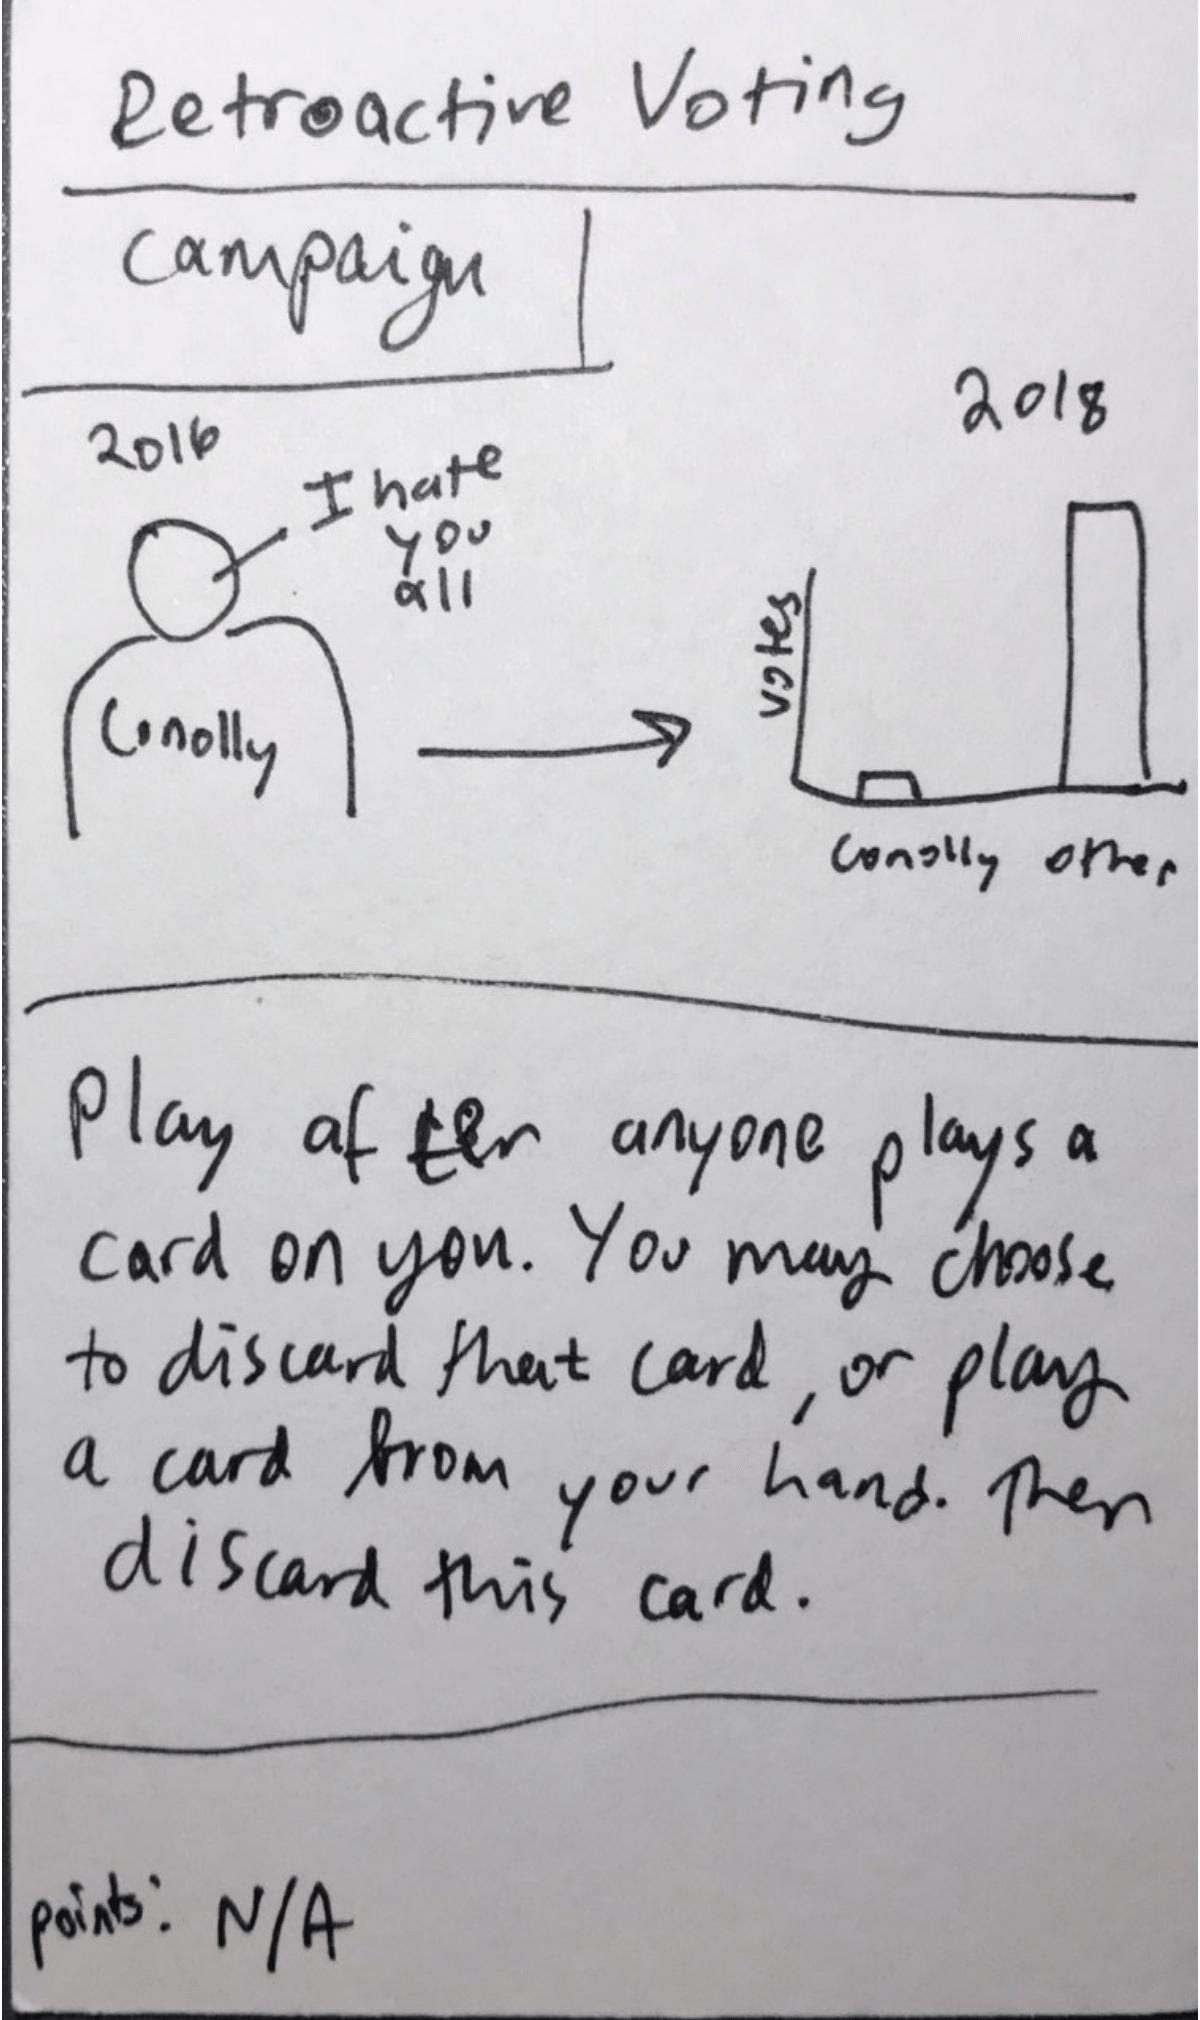 Retroactive Voting
Campaign
2016
I hate
you
all
Conolly
2018
votes
Conolly other
Play after anyone plays a
card on you. You may choose
to discard that card, or play
a card from your hand. Then
discard this card.
points: N/A